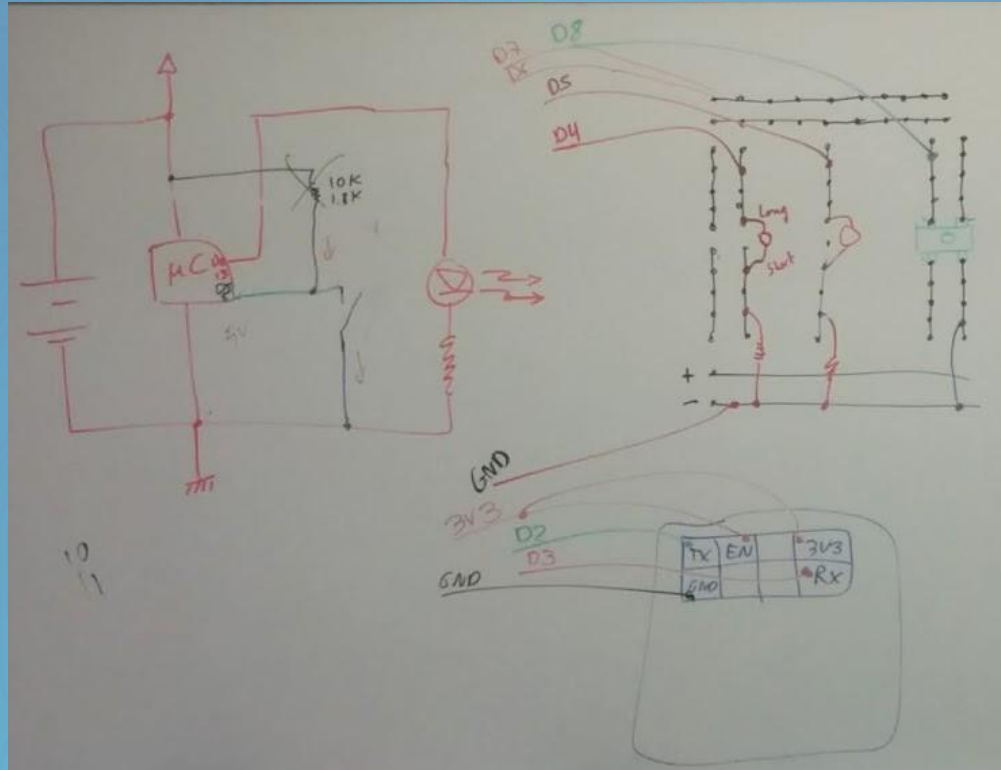 D8
D7
D5
D4
10K
1.8K
µC
Long
Short
+
-
GND
3V3
D2
D3
GND
TX EN 3V3
GND RX
10
11